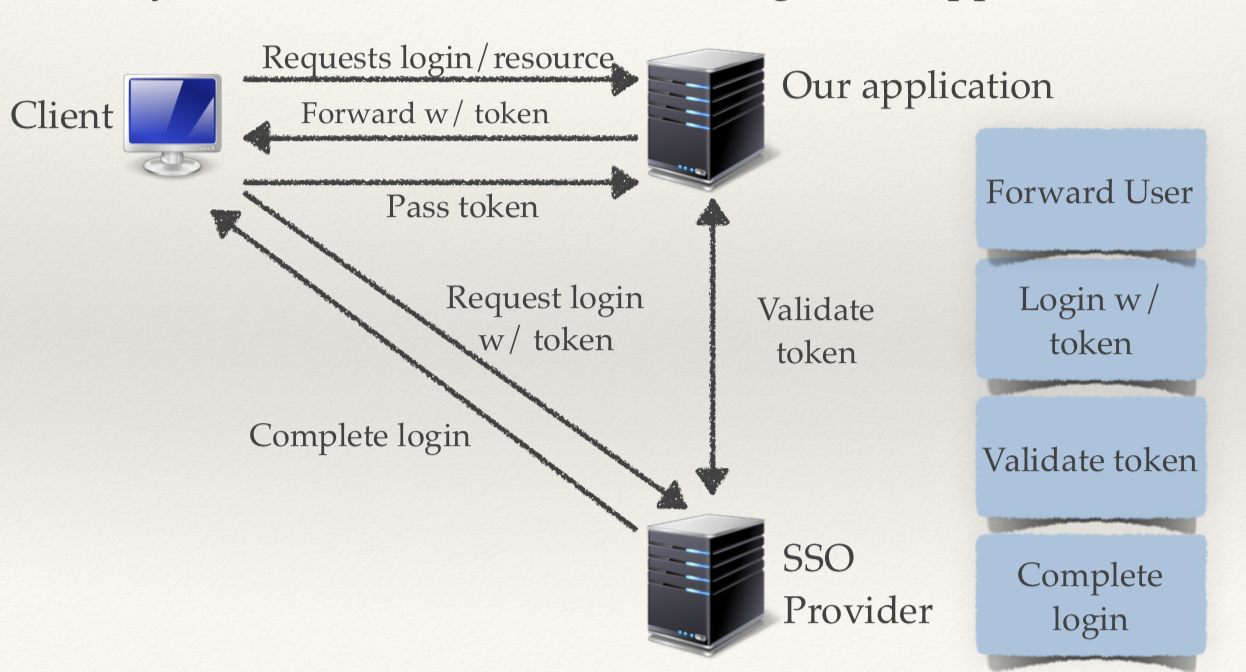 Requests login/resource
Client
Our application
Forward w/ token
Pass token
Request login
w/ token
Validate
token
Complete login
SSO
Provider
Forward User
Login w/
token
Validate token
Complete
login